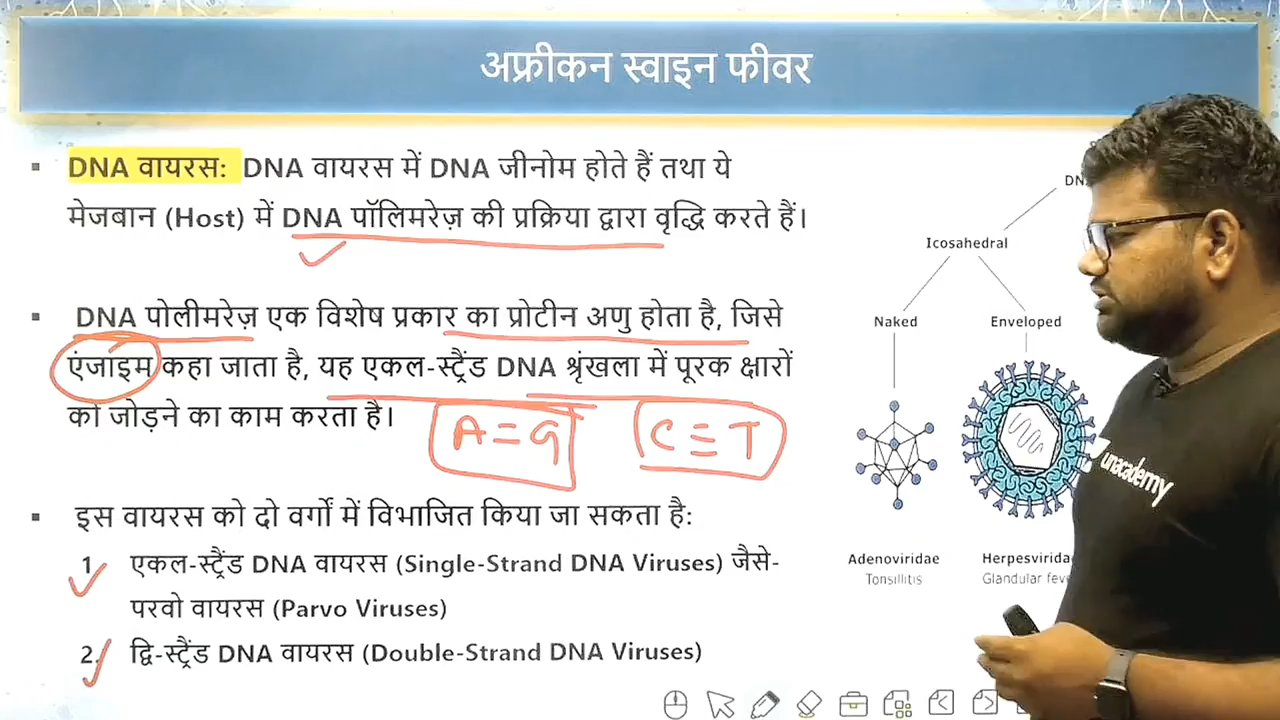 अफ्रीकन स्वाइन फीवर
▪ DNA वायरस: DNA वायरस में DNA जीनोम होते हैं तथा ये
मेजबान (Host) में DNA पॉलिमरेज़ की प्रक्रिया द्वारा वृद्धि करते हैं।
▪ DNA पोलीमरेज़ एक विशेष प्रकार का प्रोटीन अणु होता है, जिसे
एंजाइम कहा जाता है, यह एकल-स्ट्रैंड DNA श्रृंखला में पूरक क्षारों
को जोड़ने का काम करता है।
A = G C ≡ T
▪ इस वायरस को दो वर्गों में विभाजित किया जा सकता है:
1. एकल-स्ट्रैंड DNA वायरस (Single-Strand DNA Viruses) जैसे-
परवो वायरस (Parvo Viruses)
2. द्वि-स्ट्रैंड DNA वायरस (Double-Strand DNA Viruses)
Icosahedral
Naked Enveloped
Adenoviridae
Tonsillitis
Glandular
unacademy